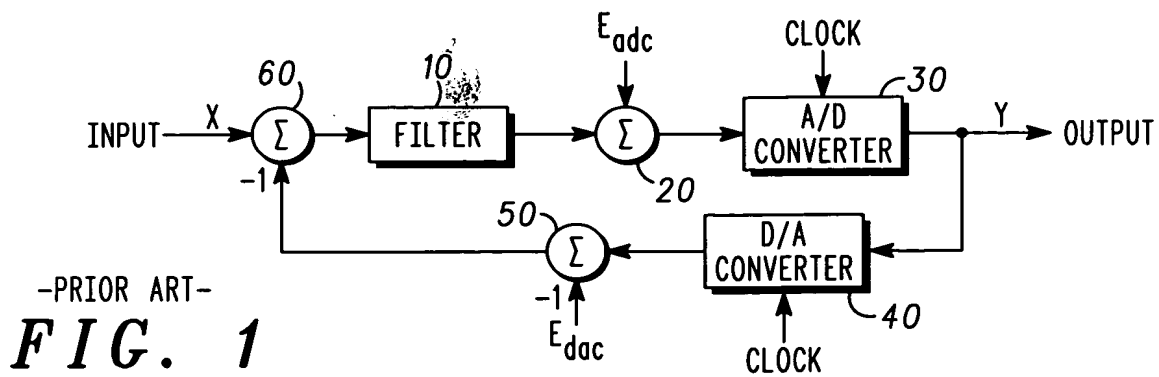 E adc
CLOCK
60
10
30
INPUT
X
Σ
FILTER
Σ
A/D
CONVERTER
Y
OUTPUT
-1
20
50
Σ
D/A
CONVERTER
-1
40
E dac
CLOCK
-PRIOR ART-
FIG. 1